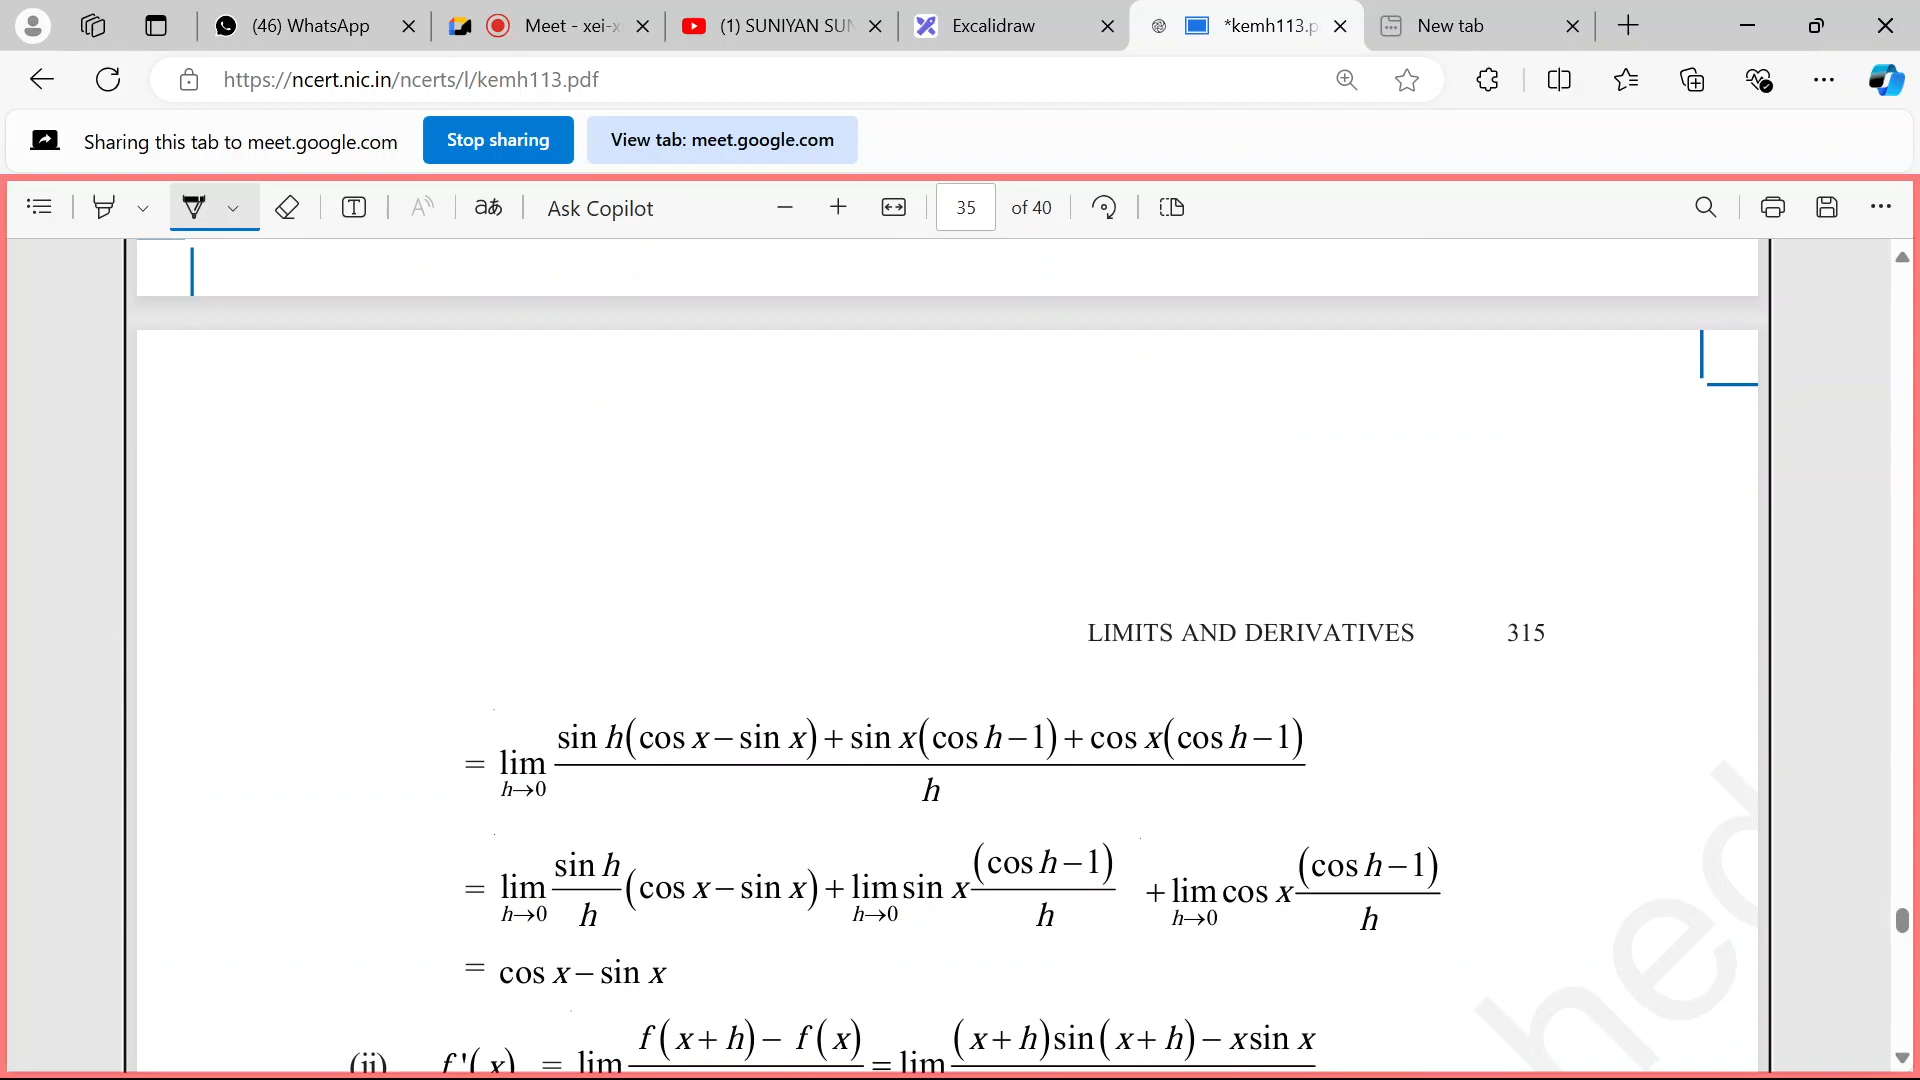 (46) WhatsApp
Meet - xei-x
(1) SUNIYAN SUN
Excalidraw
*kemh113.p
New tab
https://ncert.nic.in/ncerts/l/kemh113.pdf
Sharing this tab to meet.google.com
Stop sharing
View tab: meet.google.com
aあ
Ask Copilot
35
of 40
LIMITS AND DERIVATIVES 315
= lim h→0 sin h(cos x − sin x) + sin x(cos h − 1) + cos x(cos h − 1) / h
= lim h→0 sin h / h (cos x − sin x) + lim h→0 sin x (cos h − 1) / h + lim h→0 cos x (cos h − 1) / h
= cos x − sin x
(ii) f '(x) = lim f(x + h) − f(x) = lim (x + h) sin(x + h) − x sin x
hed